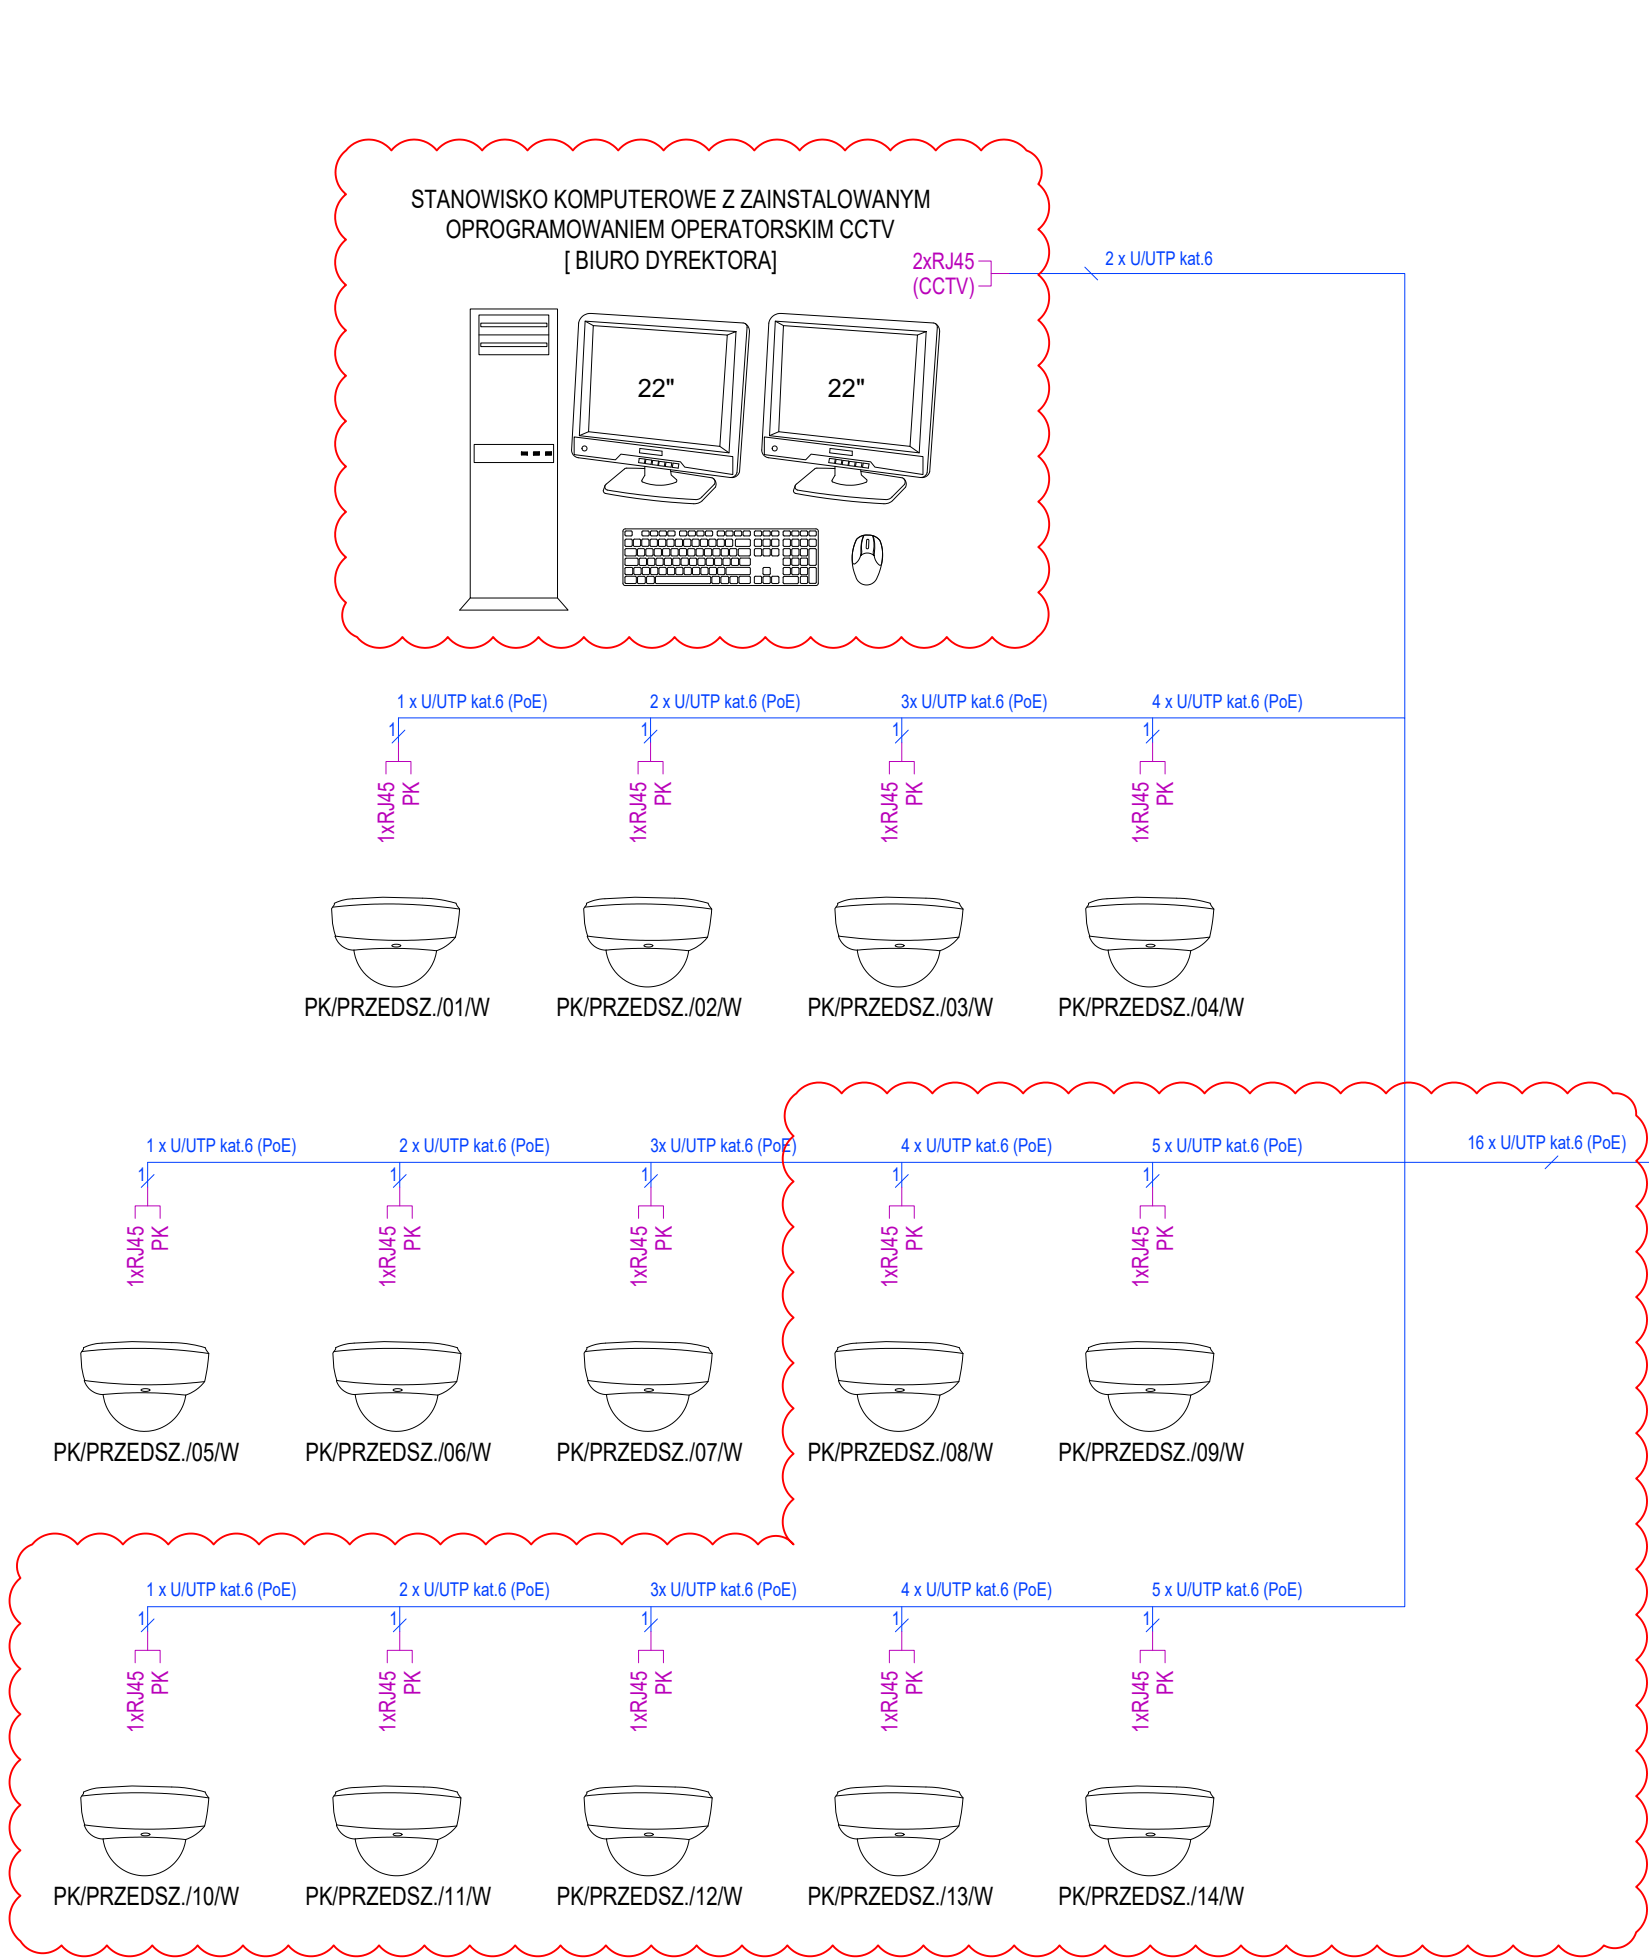 STANOWISKO KOMPUTEROWE Z ZAINSTALOWANYM
OPROGRAMOWANIEM OPERATORSKIM CCTV
[ BIURO DYREKTORA]
2xRJ45
(CCTV)
2 x U/UTP kat.6
22"
22"
1 x U/UTP kat.6 (PoE)
2 x U/UTP kat.6 (PoE)
3x U/UTP kat.6 (PoE)
4 x U/UTP kat.6 (PoE)
1
1
1
1
1xRJ45
PK
1xRJ45
PK
1xRJ45
PK
1xRJ45
PK
PK/PRZEDSZ./01/W
PK/PRZEDSZ./02/W
PK/PRZEDSZ./03/W
PK/PRZEDSZ./04/W
1 x U/UTP kat.6 (PoE)
2 x U/UTP kat.6 (PoE)
3x U/UTP kat.6 (PoE)
4 x U/UTP kat.6 (PoE)
5 x U/UTP kat.6 (PoE)
16 x U/UTP kat.6 (PoE)
1
1
1
1
1
1xRJ45
PK
1xRJ45
PK
1xRJ45
PK
1xRJ45
PK
1xRJ45
PK
PK/PRZEDSZ./05/W
PK/PRZEDSZ./06/W
PK/PRZEDSZ./07/W
PK/PRZEDSZ./08/W
PK/PRZEDSZ./09/W
1 x U/UTP kat.6 (PoE)
2 x U/UTP kat.6 (PoE)
3x U/UTP kat.6 (PoE)
4 x U/UTP kat.6 (PoE)
5 x U/UTP kat.6 (PoE)
1
1
1
1
1
1xRJ45
PK
1xRJ45
PK
1xRJ45
PK
1xRJ45
PK
1xRJ45
PK
PK/PRZEDSZ./10/W
PK/PRZEDSZ./11/W
PK/PRZEDSZ./12/W
PK/PRZEDSZ./13/W
PK/PRZEDSZ./14/W